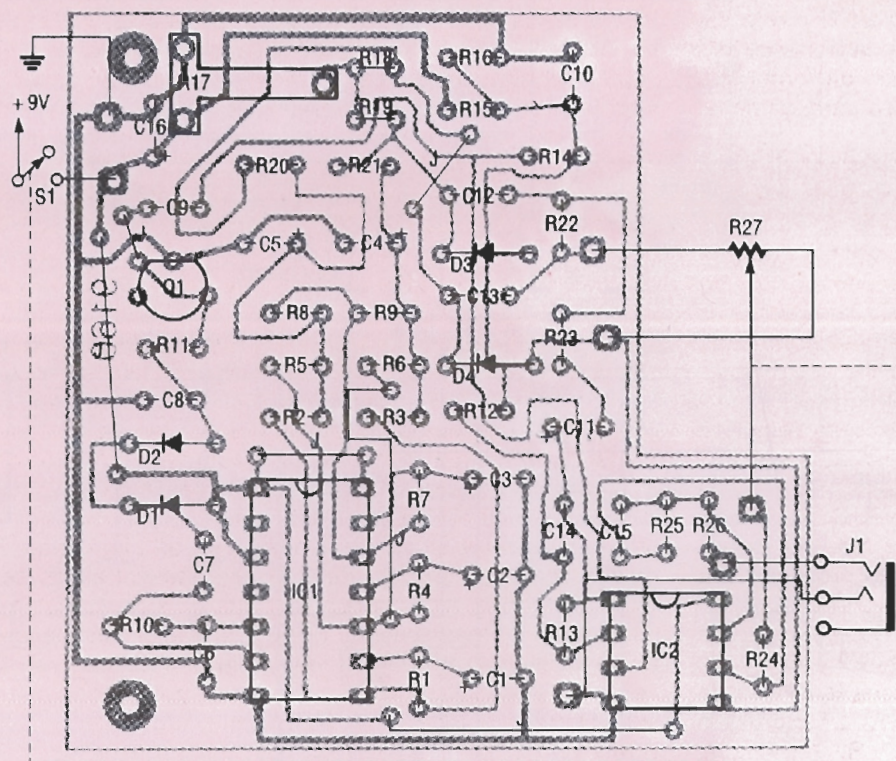 R18 R16
R17 C10
+9V R19 R15
C16
R20 R21 J R14
S1
C9 C12
R22 R27
J C5 C4
D3
Q1 C13
R8 R9
R23
R11
R5 R6
D4
C8 R2 R3 R12
J C11
D2
C3
R7
D1 C14 C15 R25 R26
J J1
C7 C2
IC1 R4
R10 R13
C6 IC2 R24
R1 C1
J